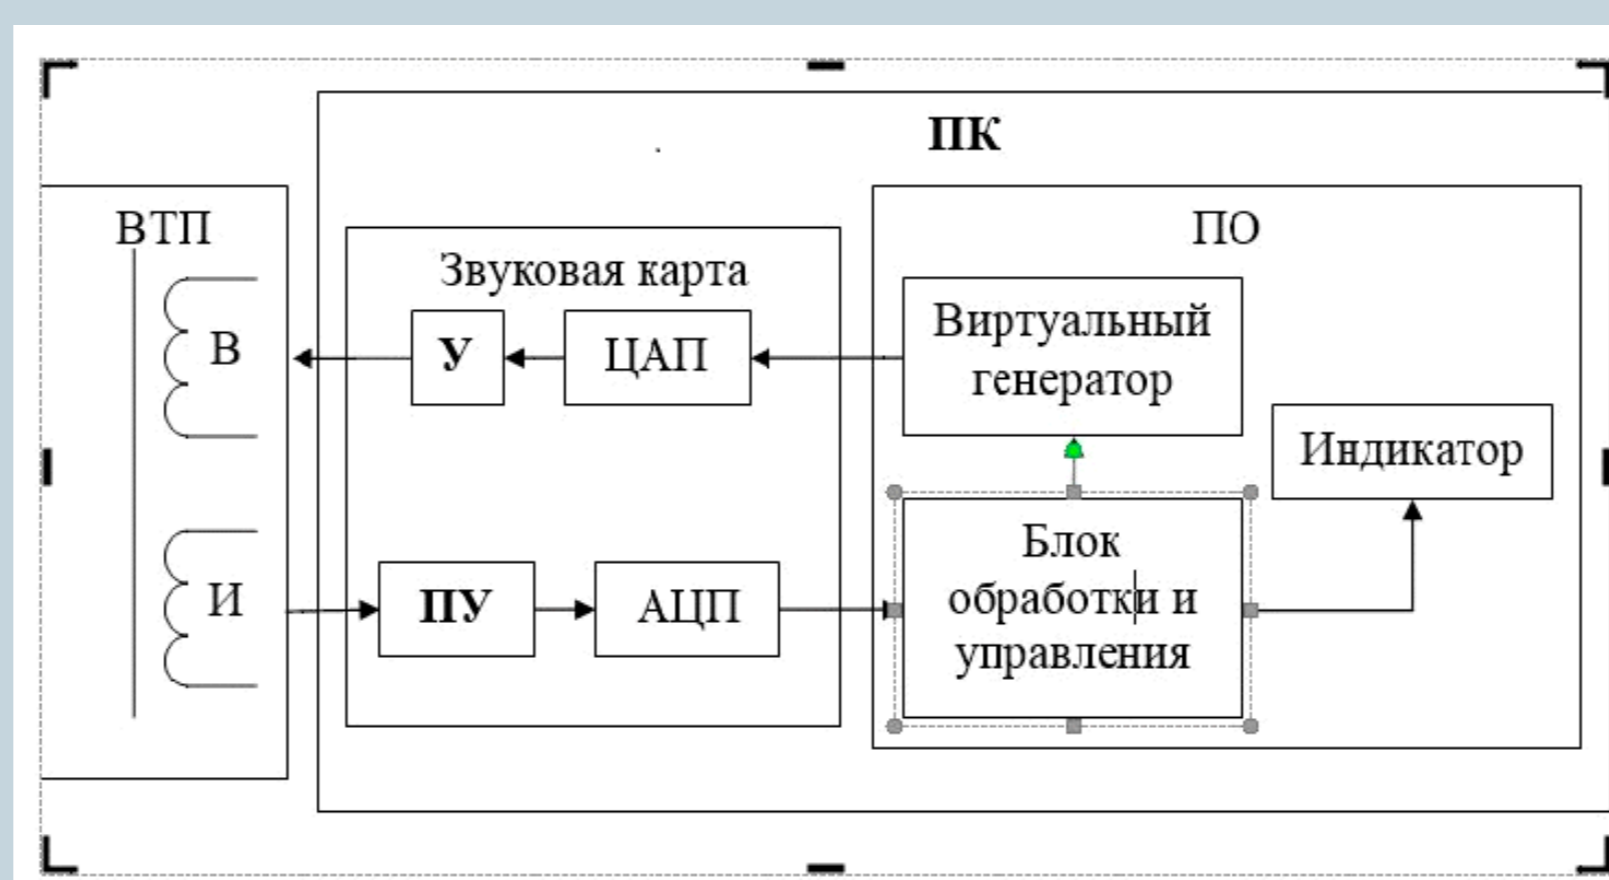 ПК
ВТП
ПО
Звуковая карта
В
У
ЦАП
Виртуальный
генератор
Индикатор
И
ПУ
АЦП
Блок
обработки и
управления